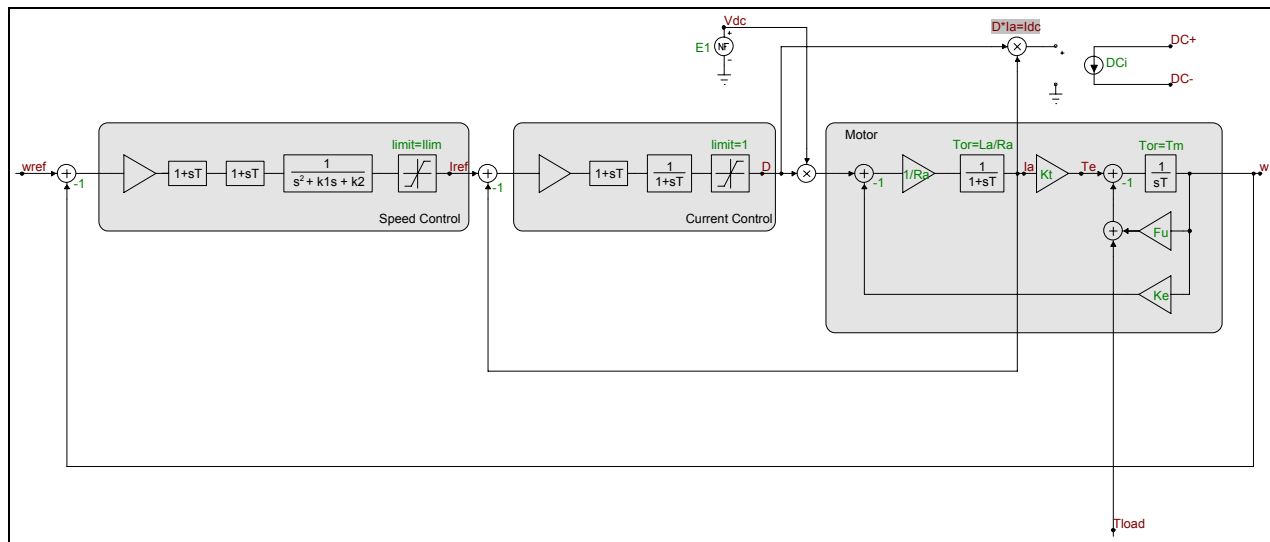 Vdc
D*Ia=Idc
E1
NF
+
-
DCi
DC+
DC-
+
Motor
limit=Ilim
limit=1
Tor=La/Ra
Tor=Tm
wref
-1
1+sT
1+sT
1
s² + k1s + k2
Iref
-1
1+sT
1
1+sT
D
-1
1/Ra
1
1+sT
Ia
Kt
Te
-1
1
sT
w
Speed Control
Current Control
Fu
Ke
Tload